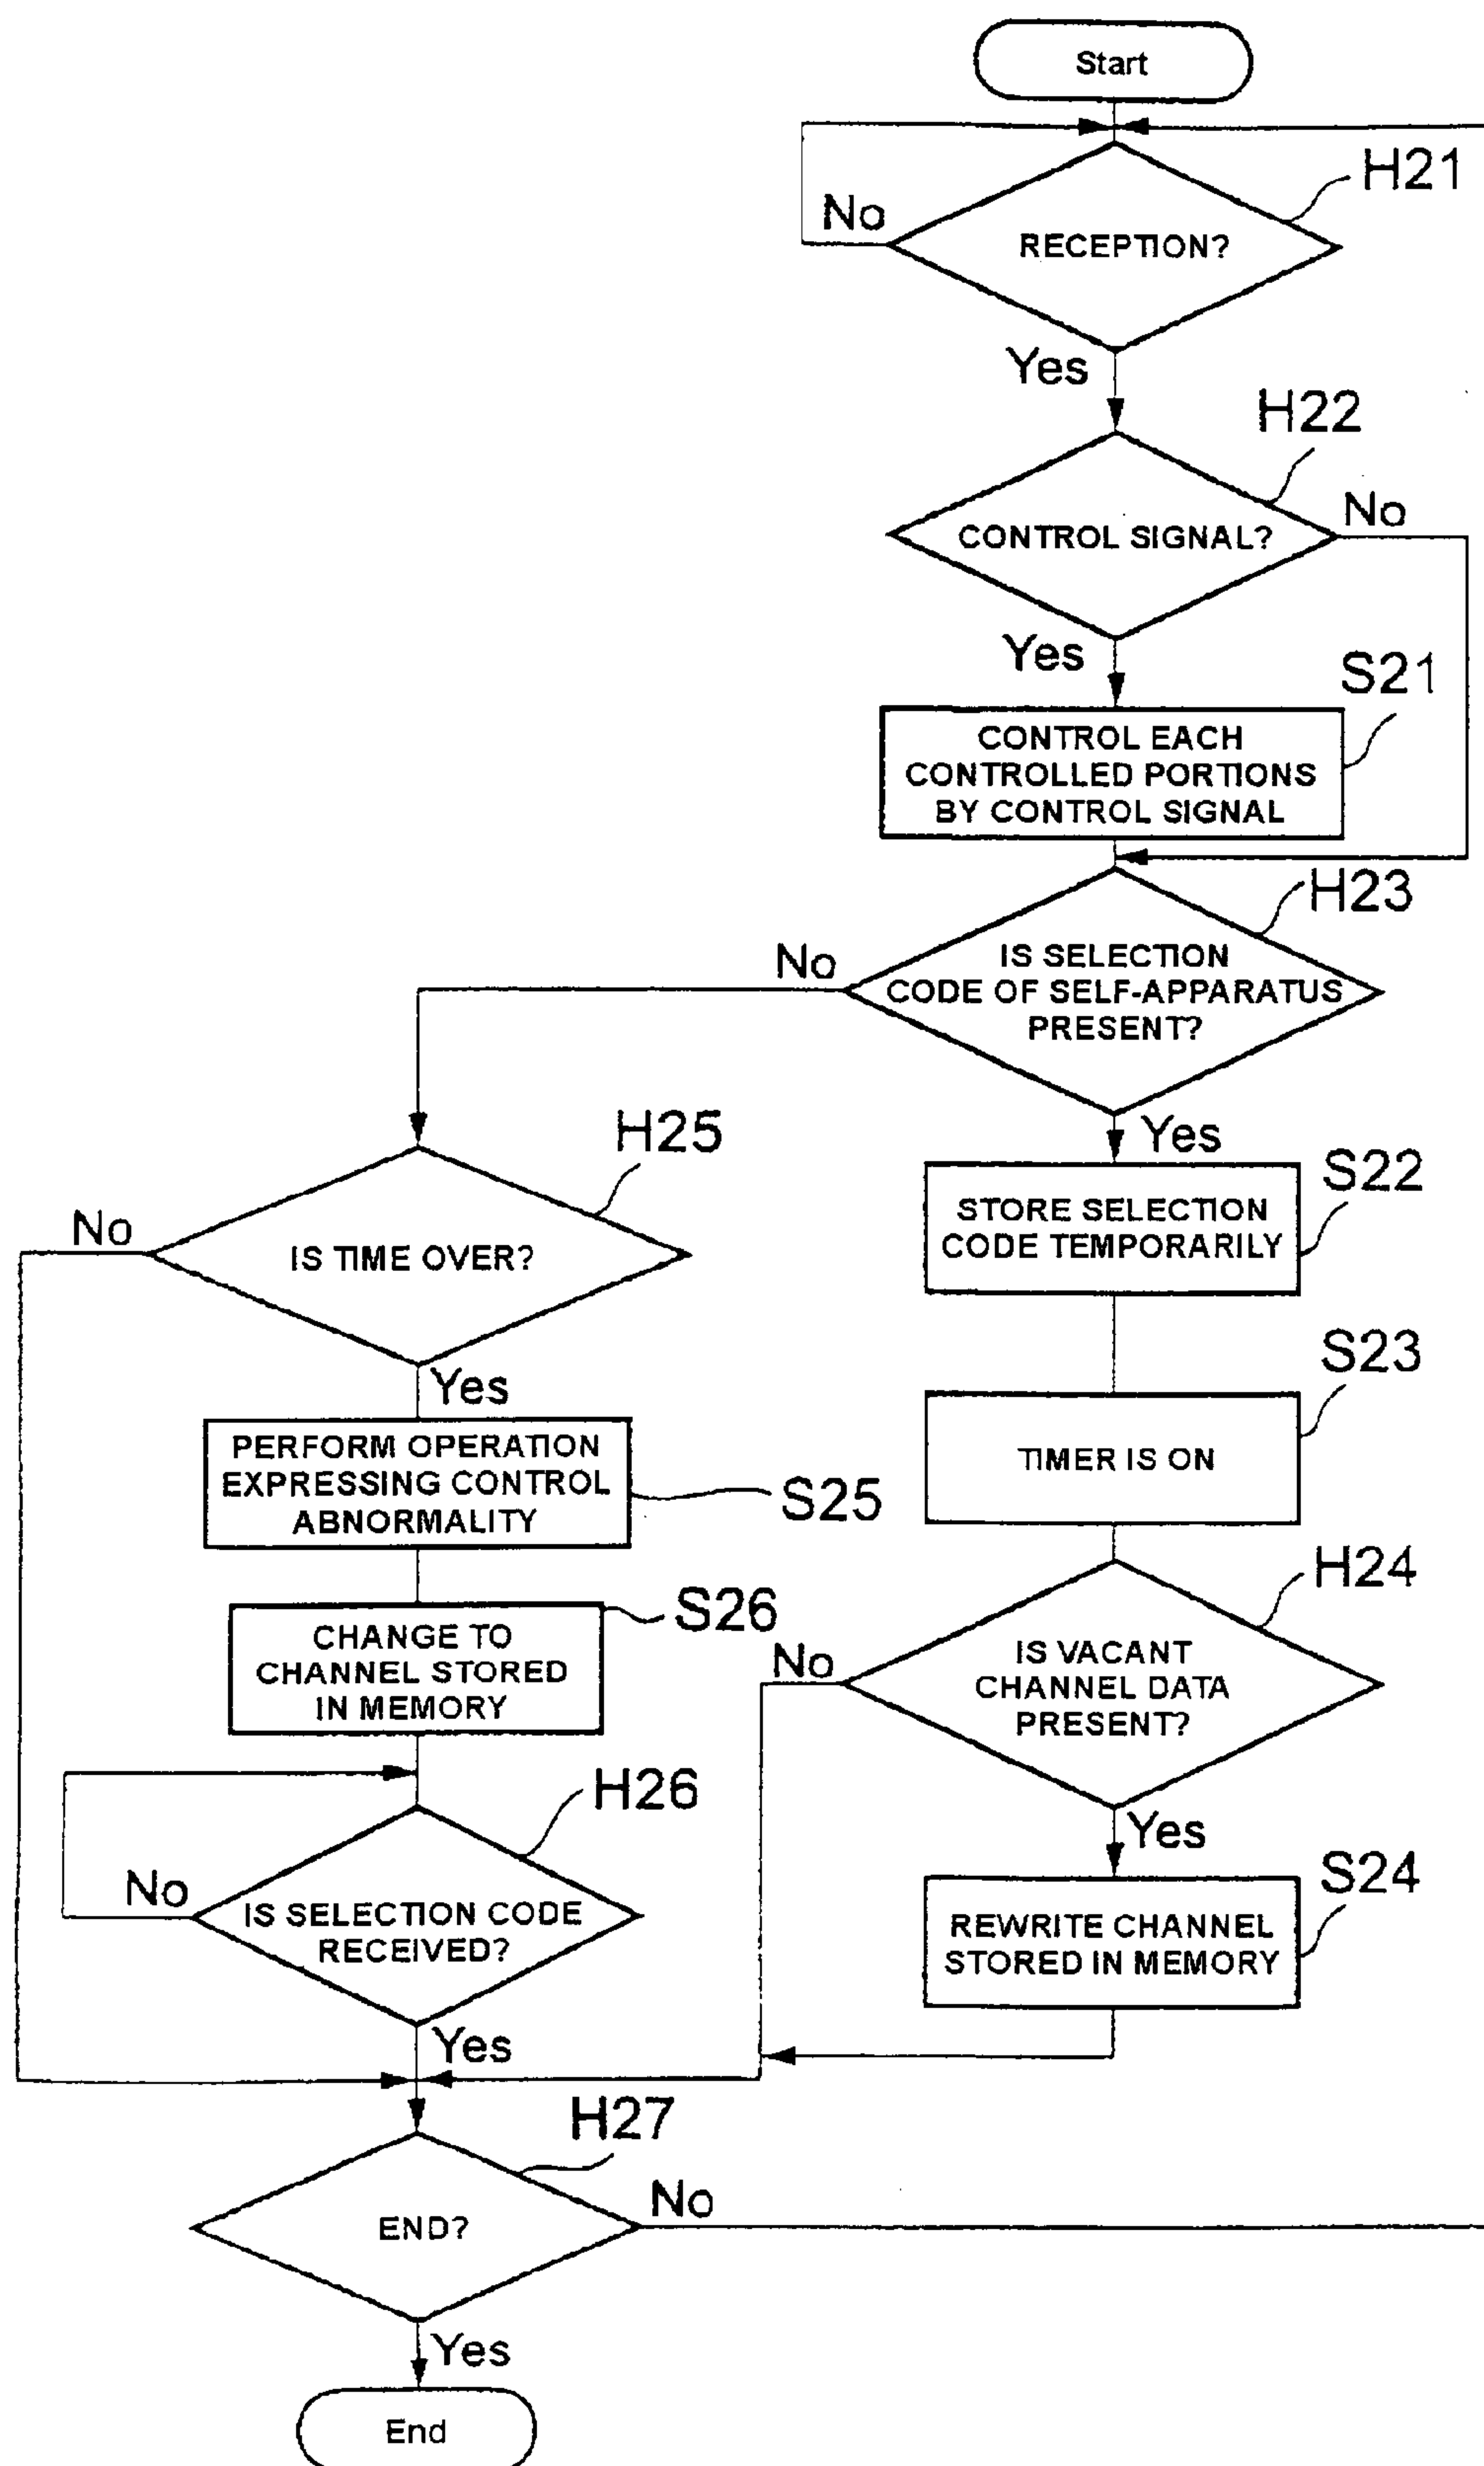 Start
H21
No
RECEPTION?
Yes
H22
No
CONTROL SIGNAL?
Yes
S21
CONTROL EACH
CONTROLLED PORTIONS
BY CONTROL SIGNAL
H23
No
IS SELECTION
CODE OF SELF-APPARATUS
PRESENT?
Yes
H25
No
IS TIME OVER?
Yes
S22
STORE SELECTION
CODE TEMPORARILY
S23
TIMER IS ON
PERFORM OPERATION
EXPRESSING CONTROL
ABNORMALITY
S25
H24
No
IS VACANT
CHANNEL DATA
PRESENT?
Yes
S26
CHANGE TO
CHANNEL STORED
IN MEMORY
H26
No
IS SELECTION CODE
RECEIVED?
Yes
S24
REWRITE CHANNEL
STORED IN MEMORY
H27
No
END?
Yes
End